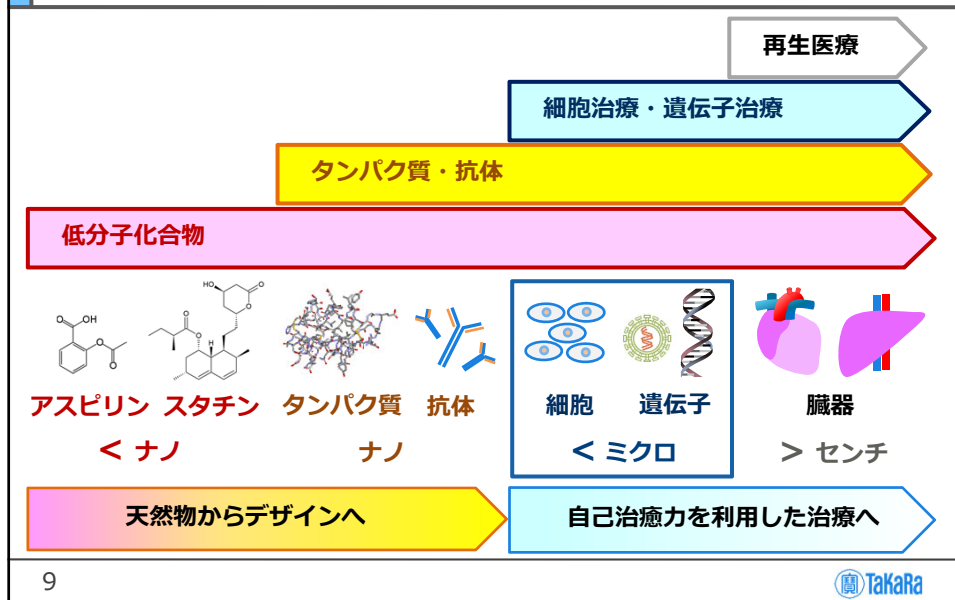 再生医療
細胞治療・遺伝子治療
タンパク質・抗体
低分子化合物
HO
O
O
O
O
H
O
OH
O
O
アスピリン スタチン タンパク質 抗体 細胞 遺伝子 臓器
< ナノ ナノ < ミクロ > センチ
天然物からデザインへ 自己治癒力を利用した治療へ
9
寶 TaKaRa